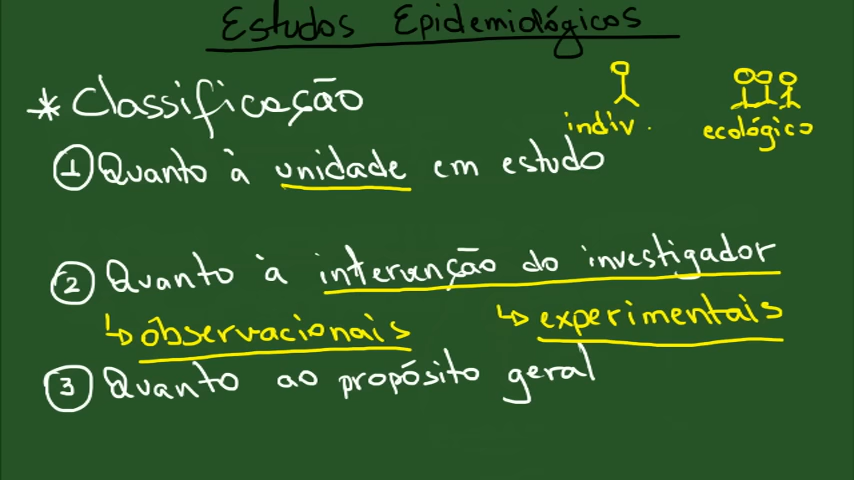 Estudos Epidemiológicos
* Classificação
indiv.
ecológico
1 Quanto à unidade em estudo
2 Quanto à intervenção do investigador
↳ observacionais ↳ experimentais
3 Quanto ao propósito geral